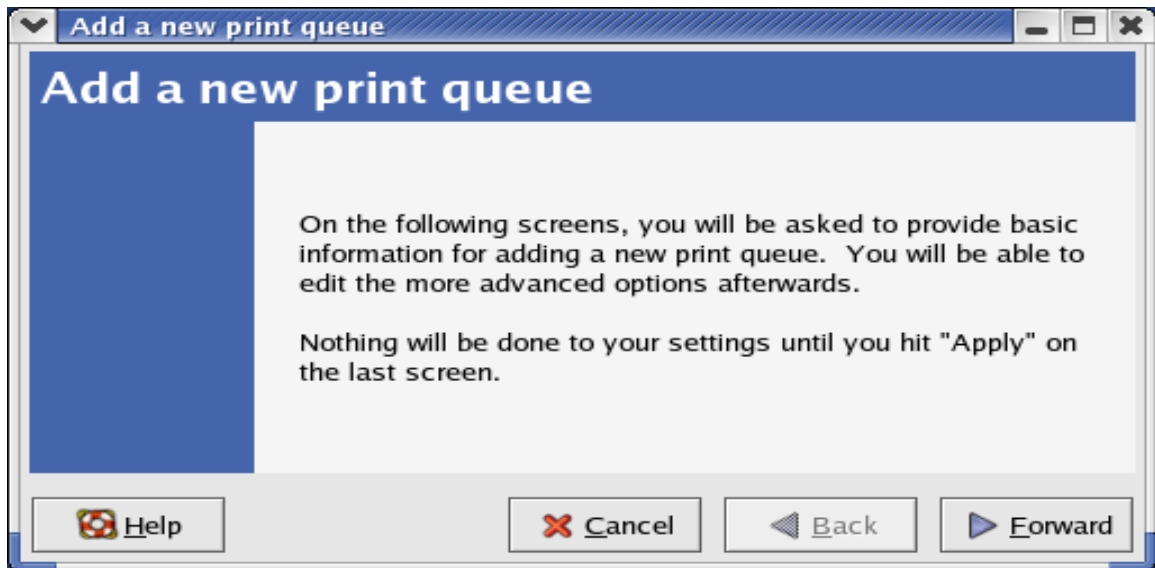 Add a new print queue
Add a new print queue
On the following screens, you will be asked to provide basic
information for adding a new print queue.  You will be able to
edit the more advanced options afterwards.
Nothing will be done to your settings until you hit "Apply" on
the last screen.
Help
Cancel
Back
Forward